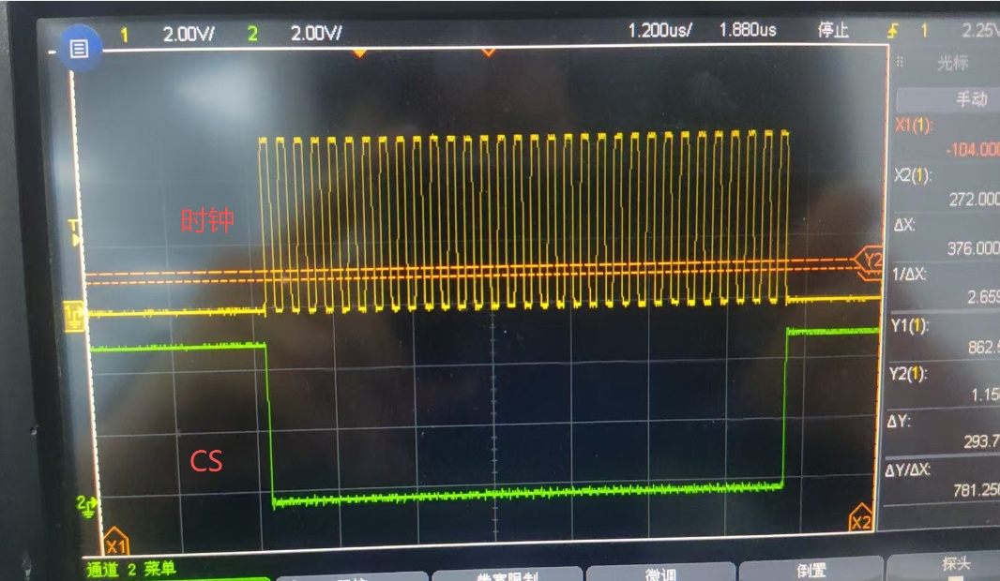 1 2.00V/ 2 2.00V/ 1.200us/ 1.880us 停止 1 2.25V
光标
手动
X1(1):
-104.000
X2(1):
272.000
ΔX:
376.000
1/ΔX:
2.659
Y1(1):
862.5
Y2(1):
1.15
ΔY:
293.7
ΔY/ΔX:
781.250
时钟
T
Y2
1
CS
2
X1
X2
通道 2 菜单
带宽限制
微调
倒置
探头